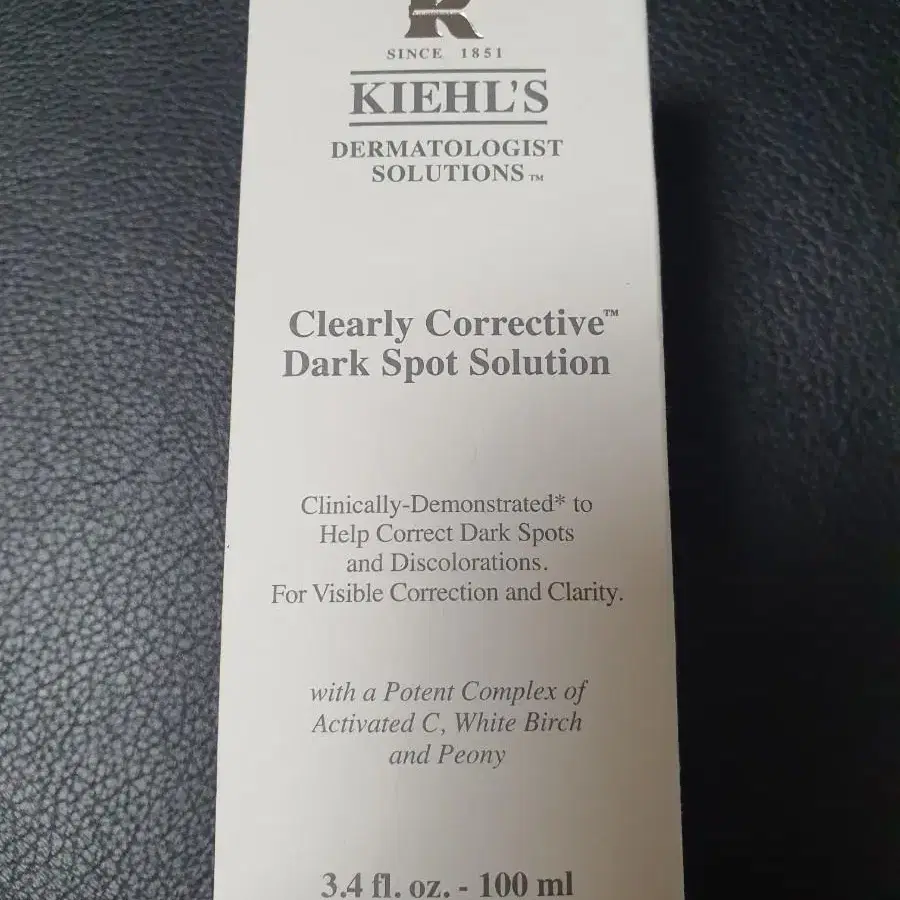 SINCE 1851
KIEHL'S
DERMATOLOGIST
SOLUTIONS™
Clearly Corrective™
Dark Spot Solution
Clinically-Demonstrated* to
Help Correct Dark Spots
and Discolorations.
For Visible Correction and Clarity.
with a Potent Complex of
Activated C, White Birch
and Peony
3.4 fl. oz. - 100 ml